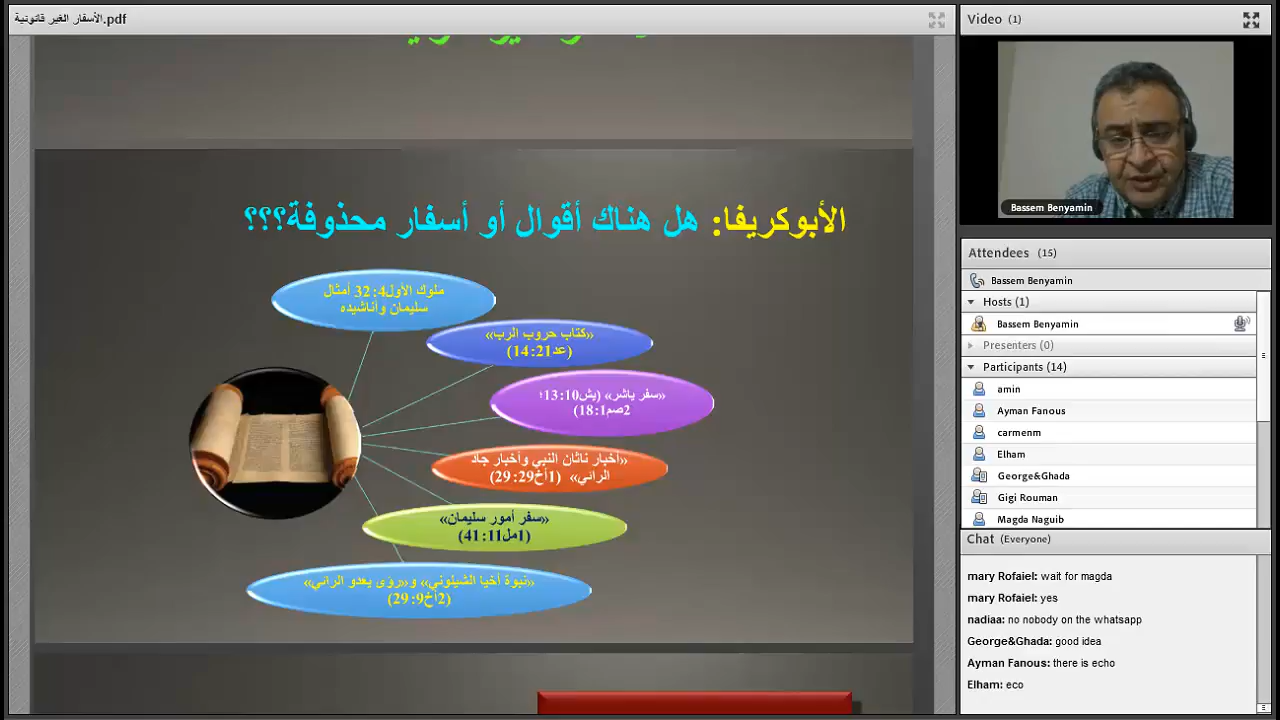 الأسفار الغير قانونية.pdf
الأبوكريفا: هل هناك أقوال أو أسفار محذوفة؟؟؟
ملوك الأول4: 32 أمثال
سليمان وأناشيده
«كتاب حروب الرب»
(عد21: 14)
«سفر ياشر» (يش10: 13؛
2صم1: 18)
«أخبار ناثان النبي وأخبار جاد
الرائي» (1أخ29: 29)
«سفر أمور سليمان»
(1مل11: 41)
«نبوة أخيا الشيلوني» و«رؤى يعدو الرائي»
(2أخ9: 29)
Video (1)
Bassem Benyamin
Attendees (15)
Bassem Benyamin
Hosts (1)
Bassem Benyamin
Presenters (0)
Participants (14)
amin
Ayman Fanous
carmenm
Elham
George&Ghada
Gigi Rouman
Magda Naguib
Chat (Everyone)
mary Rofaiel: wait for magda
mary Rofaiel: yes
nadiaa: no nobody on the whatsapp
George&Ghada: good idea
Ayman Fanous: there is echo
Elham: eco